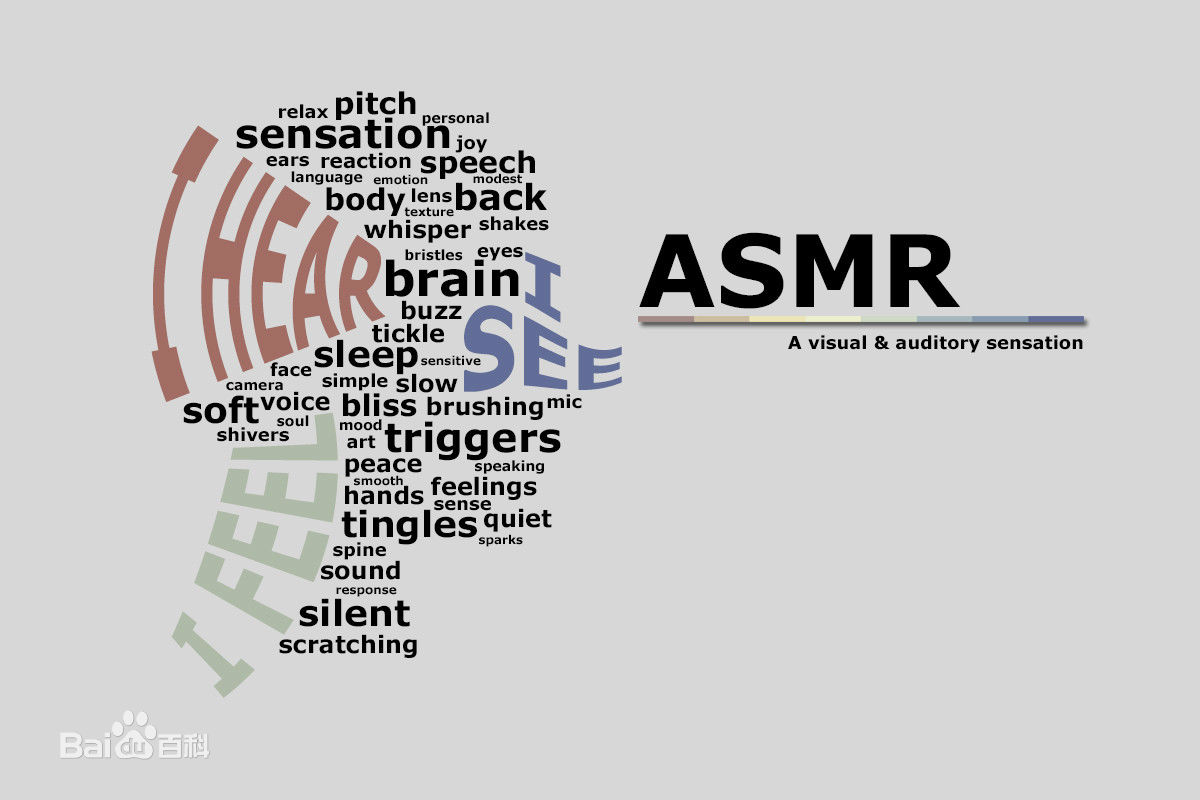 relax pitch personal
sensation joy
ears reaction speech
language emotion modest
body lens back
texture
whisper shakes
bristles eyes
brain
buzz
tickle
sleep sensitive
face
camera simple slow
soft voice bliss brushing mic
soul mood
shivers art triggers
peace speaking
smooth
hands feelings
sense
tingles quiet
sparks
spine
sound
response
silent
scratching
I HEAR
I
SEE
I FEEL
ASMR
A visual & auditory sensation
Baidu百科